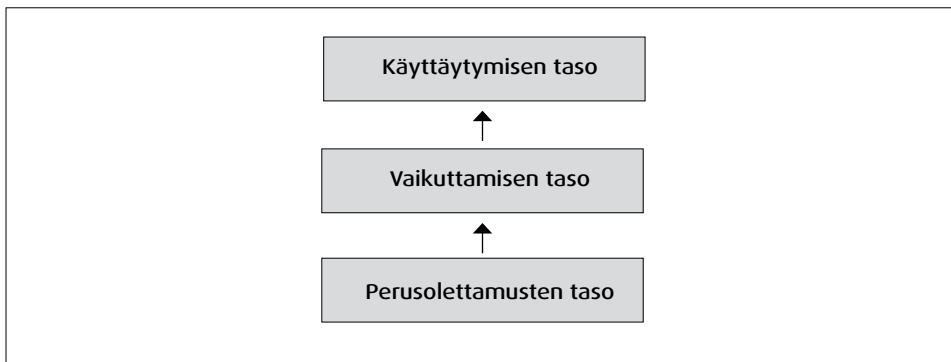 Käyttäytymisen taso
Vaikuttamisen taso
Perusolettamusten taso